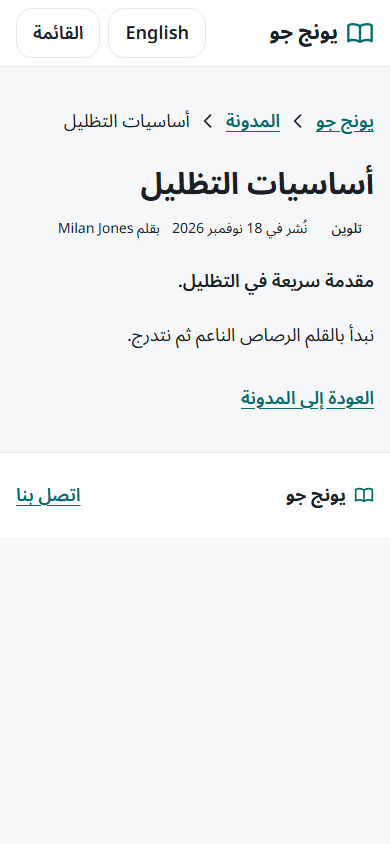 يونج جو
English
القائمة
يونج جو
المدونة
أساسيات التظليل
أساسيات التظليل
تلوين نُشر في 18 نوفمبر 2026 بقلم Milan Jones
مقدمة سريعة في التظليل.
نبدأ بالقلم الرصاص الناعم ثم نتدرج.
العودة إلى المدونة
يونج جو
اتصل بنا